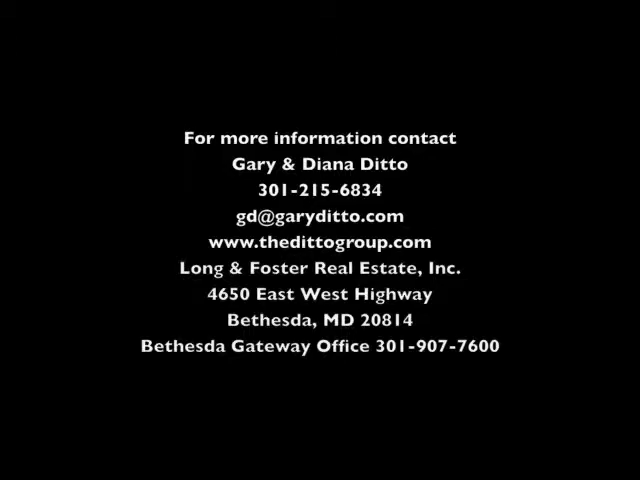 For more information contact
Gary & Diana Ditto
301-215-6834
gd@garyditto.com
www.thedittogroup.com
Long & Foster Real Estate, Inc.
4650 East West Highway
Bethesda, MD 20814
Bethesda Gateway Office 301-907-7600